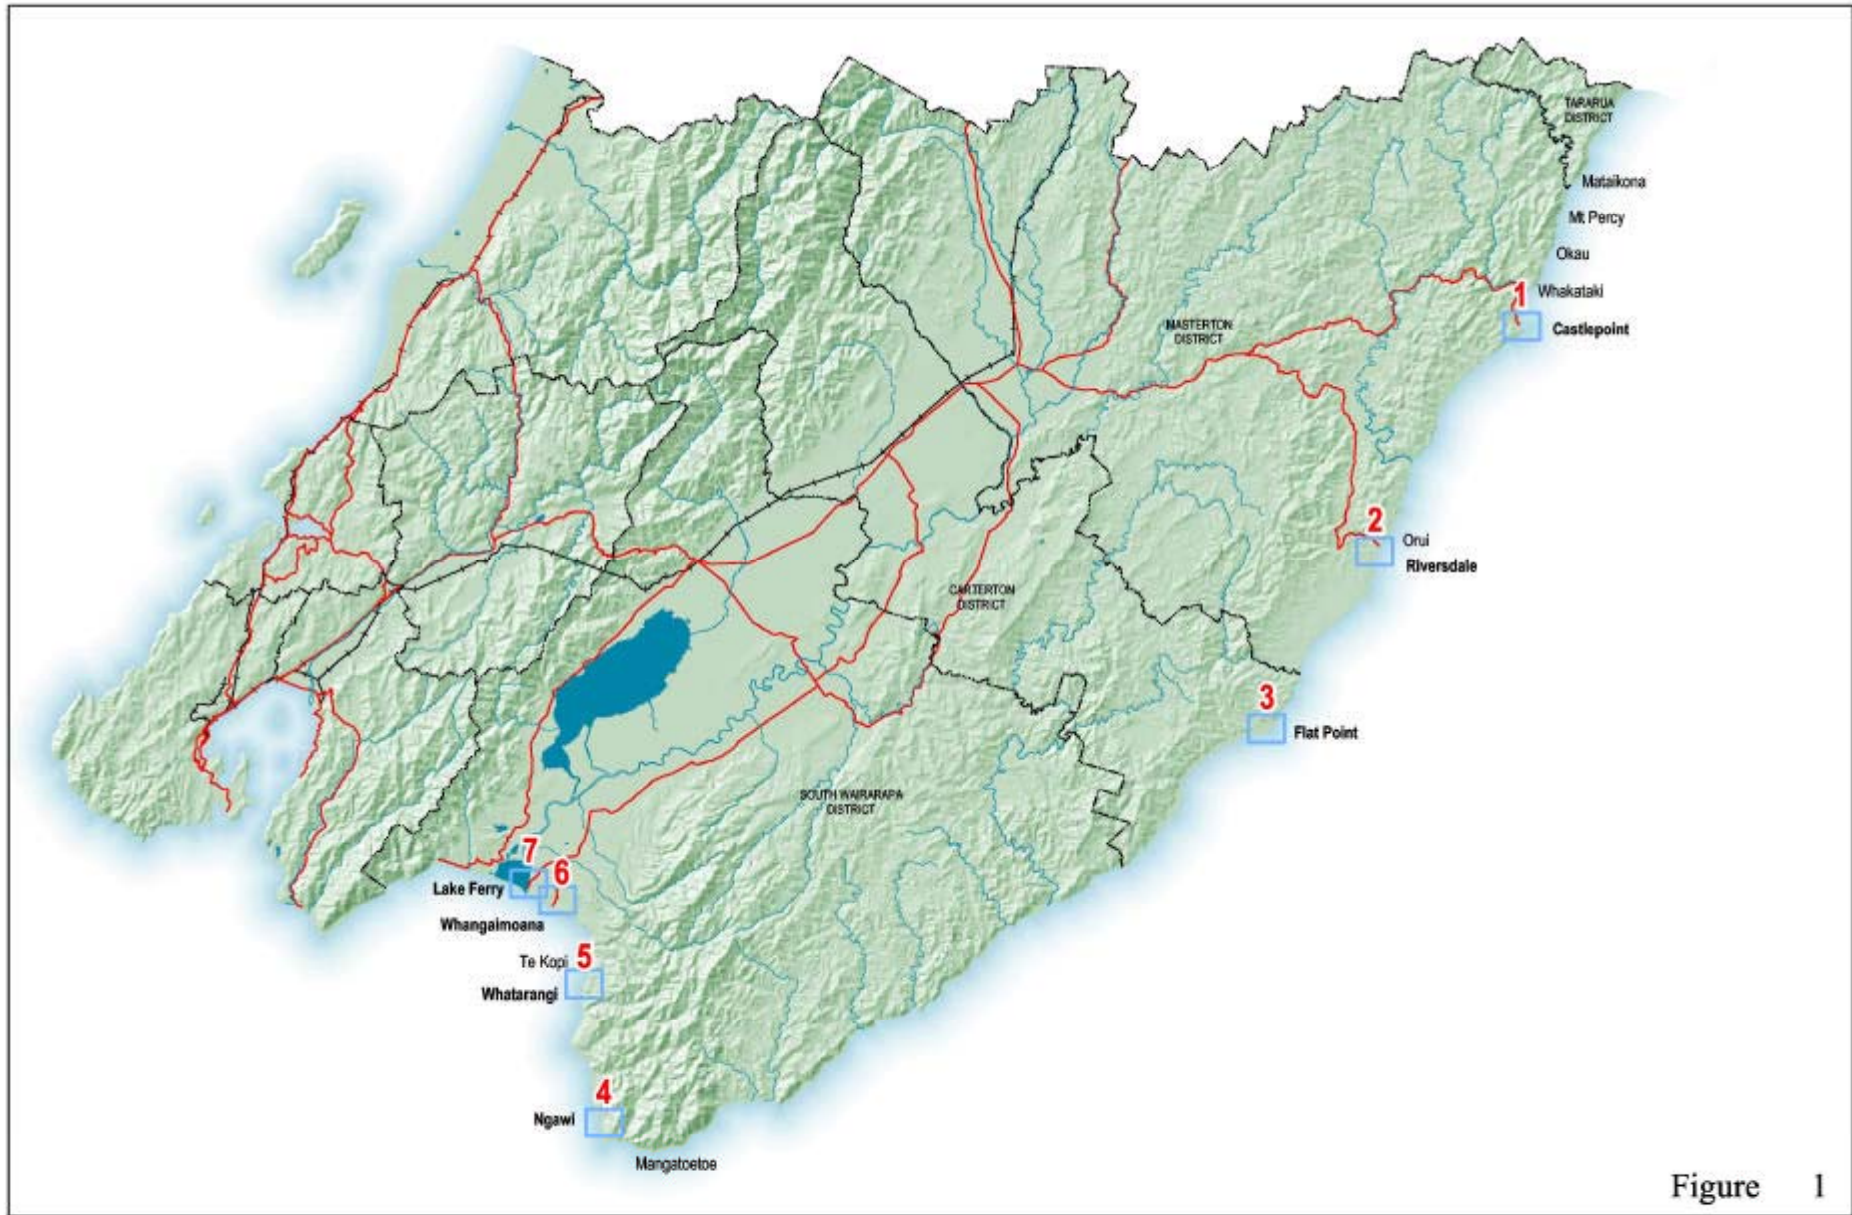 TARARUA
DISTRICT
Mataikona
Mt Percy
Okau
Whakataki
1
Castlepoint
MASTERTON
DISTRICT
2
Orui
Riversdale
CARTERTON
DISTRICT
3
Flat Point
SOUTH WAIRARAPA
DISTRICT
7
6
Lake Ferry
Whangaimoana
Te Kopi
5
Whatarangi
4
Ngawi
Mangatoetoe
Figure 1